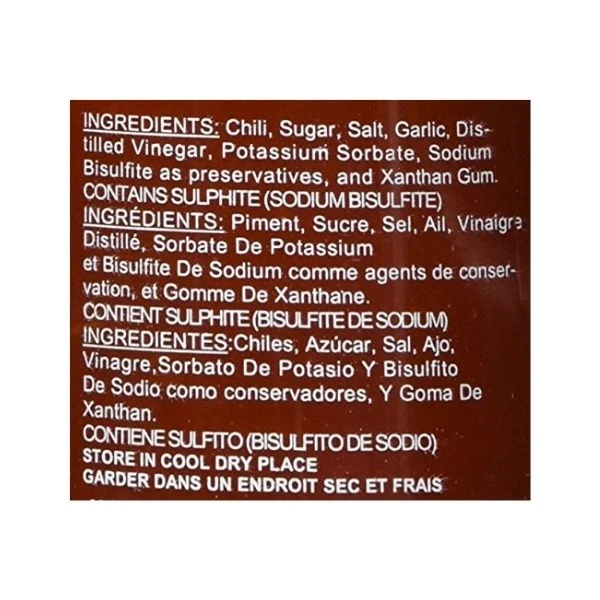 INGREDIENTS: Chili, Sugar, Salt, Garlic, Dis-
tilled Vinegar, Potassium Sorbate, Sodium
Bisulfite as preservatives, and Xanthan Gum.
CONTAINS SULPHITE (SODIUM BISULFITE)
INGRÉDIENTS: Piment, Sucre, Sel, Ail, Vinaigre
Distillé, Sorbate De Potassium
et Bisulfite De Sodium comme agents de conser-
vation, et Gomme De Xanthane.
CONTIENT SULPHITE (BISULFITE DE SODIUM)
INGREDIENTES:Chiles, Azúcar, Sal, Ajo,
Vinagre,Sorbato De Potasio Y Bisulfito
De Sodio como conservadores, Y Goma De
Xanthan.
CONTIENE SULFITO (BISULFITO DE SODIO)
STORE IN COOL DRY PLACE
GARDER DANS UN ENDROIT SEC ET FRAIS